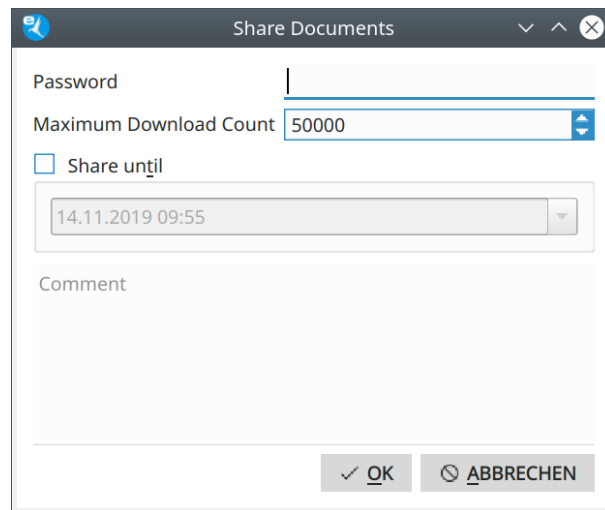 Share Documents
Password
Maximum Download Count 50000
Share until
14.11.2019 09:55
Comment
OK ABBRECHEN